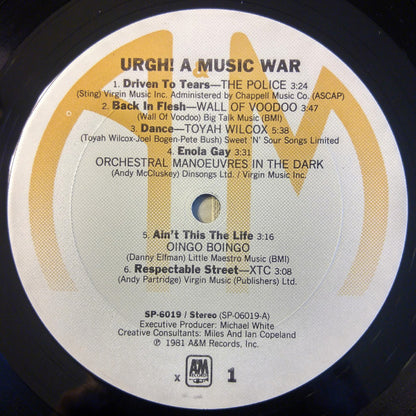 URGH! A MUSIC WAR
1. Driven To Tears—THE POLICE 3:24
(Sting) Virgin Music Inc. Administered by Chappell Music Co. (ASCAP)
2. Back In Flesh—WALL OF VOODOO 3:47
(Wall Of Voodoo) Big Talk Music (BMI)
3. Dance—TOYAH WILCOX 5:38
(Toyah Wilcox-Joel Bogen-Pete Bush) Sweet 'N' Sour Songs Limited
4. Enola Gay 3:31
ORCHESTRAL MANOEUVRES IN THE DARK
(Andy McCluskey) Dinsongs Ltd. / Virgin Music Inc.
5. Ain't This The Life 3:16
OINGO BOINGO
(Danny Elfman) Little Maestro Music (BMI)
6. Respectable Street—XTC 3:08
(Andy Partridge) Virgin Music (Publishers) Ltd.
SP-6019 / Stereo (SP-06019-A)
Executive Producer: Michael White
Creative Consultants: Miles And Ian Copeland
℗ 1981 A&M Records, Inc.
A&M
RECORDS
x 1
A&M